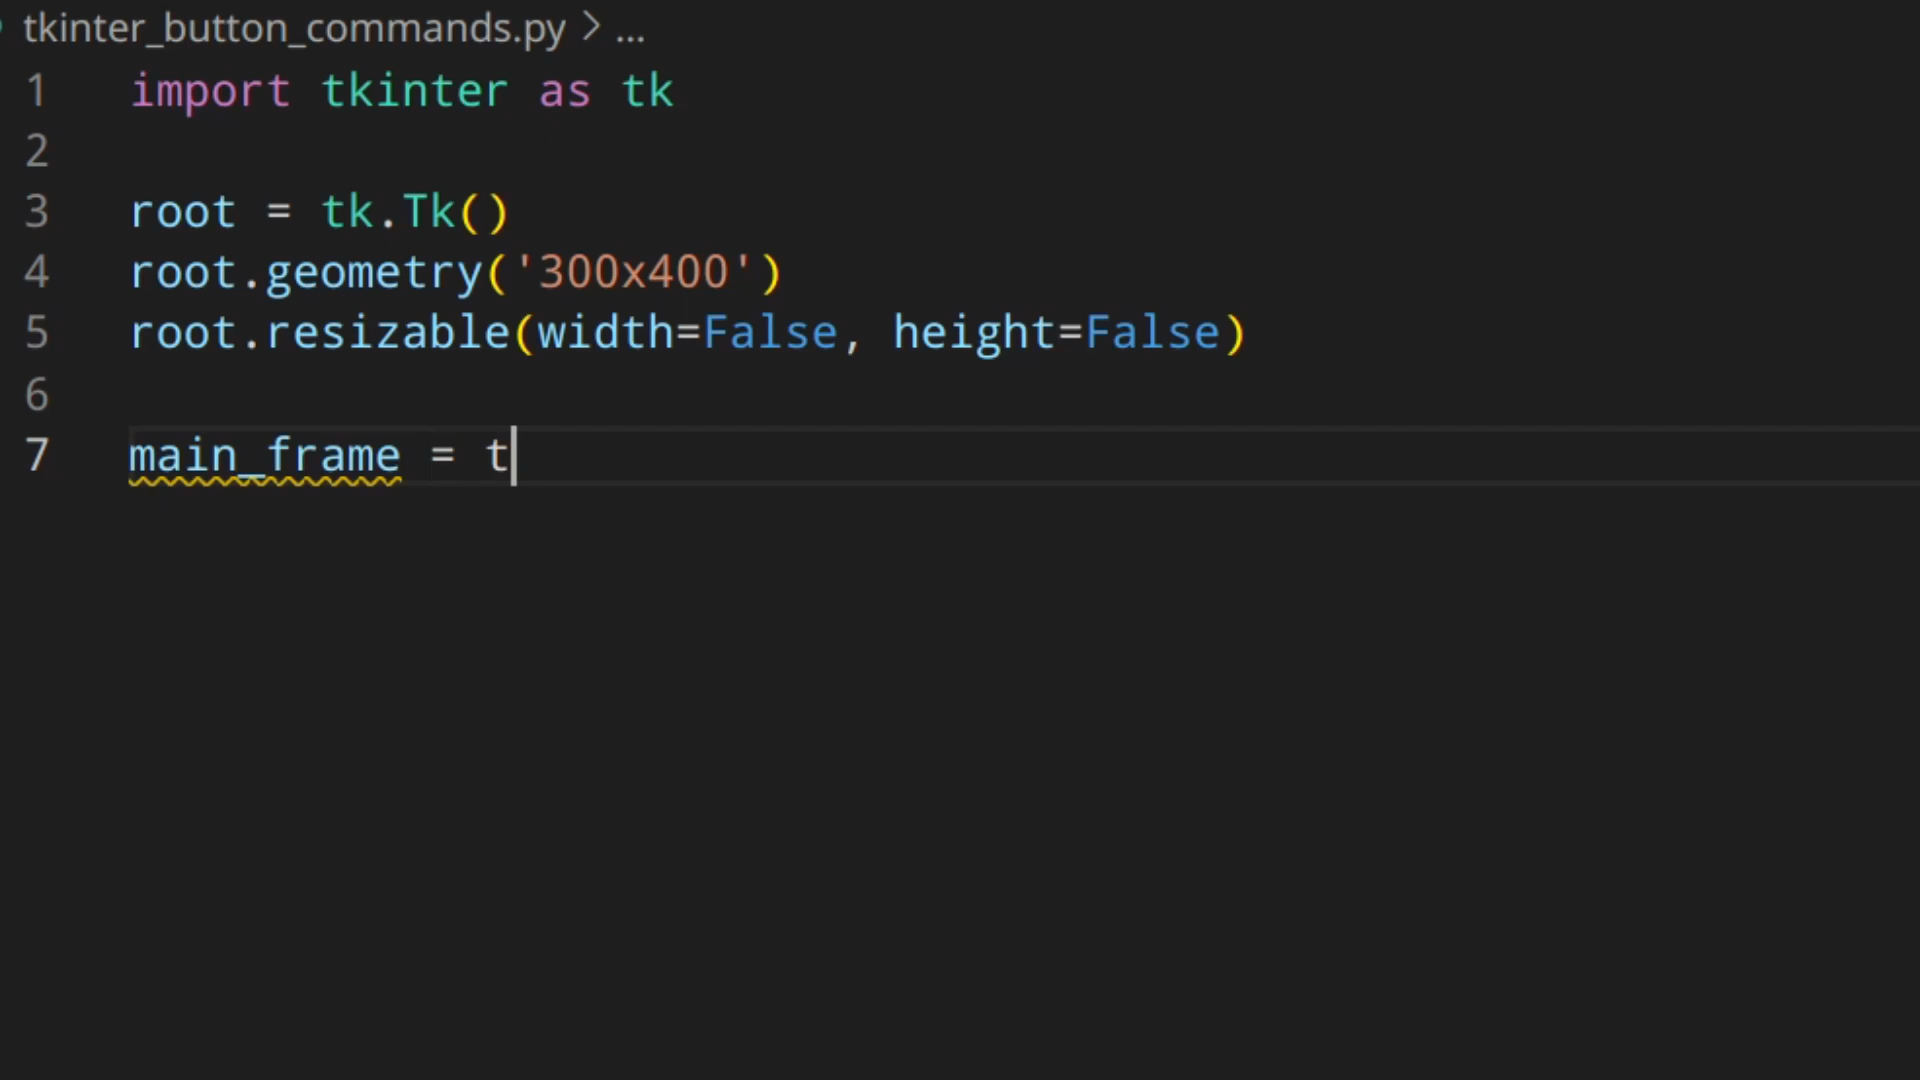 tkinter_button_commands.py > ...
1 import tkinter as tk
2
3 root = tk.Tk()
4 root.geometry('300x400')
5 root.resizable(width=False, height=False)
6
7 main_frame = t